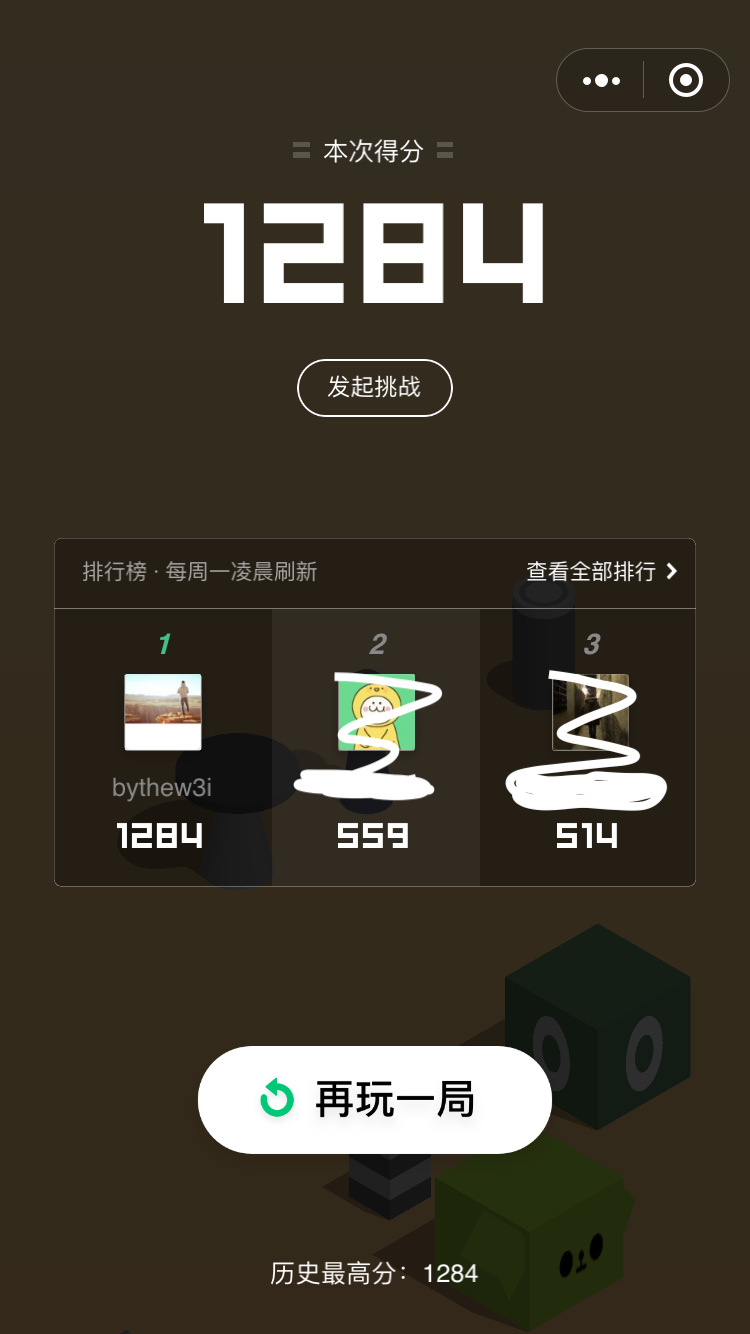 本次得分
1284
发起挑战
排行榜 · 每周一凌晨刷新 查看全部排行
1 2 3
bythew3i
1284 559 514
再玩一局
历史最高分：1284